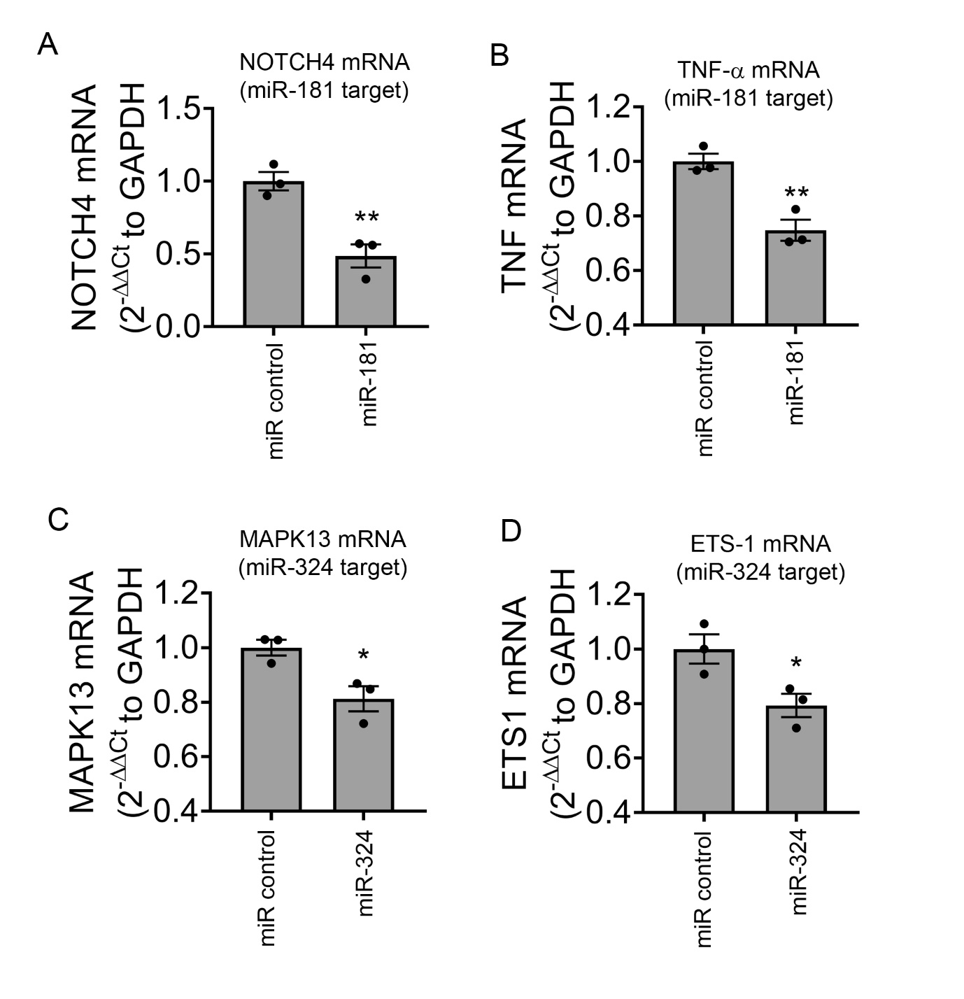 A
NOTCH4 mRNA
(miR-181 target)
NOTCH4 mRNA
(2-ΔΔCt to GAPDH
1.5
1.0
0.5
0.0
**
miR control
miR-181
B
TNF-α mRNA
(miR-181 target)
TNF mRNA
(2-ΔΔCt to GAPDH
1.2
1.0
0.8
0.6
0.4
**
miR control
miR-181
C
MAPK13 mRNA
(miR-324 target)
MAPK13 mRNA
(2-ΔΔCt to GAPDH
1.2
1.0
0.8
0.6
0.4
*
miR control
miR-324
D
ETS-1 mRNA
(miR-324 target)
ETS1 mRNA
(2-ΔΔCt to GAPDH
1.2
1.0
0.8
0.6
0.4
*
miR control
miR-324